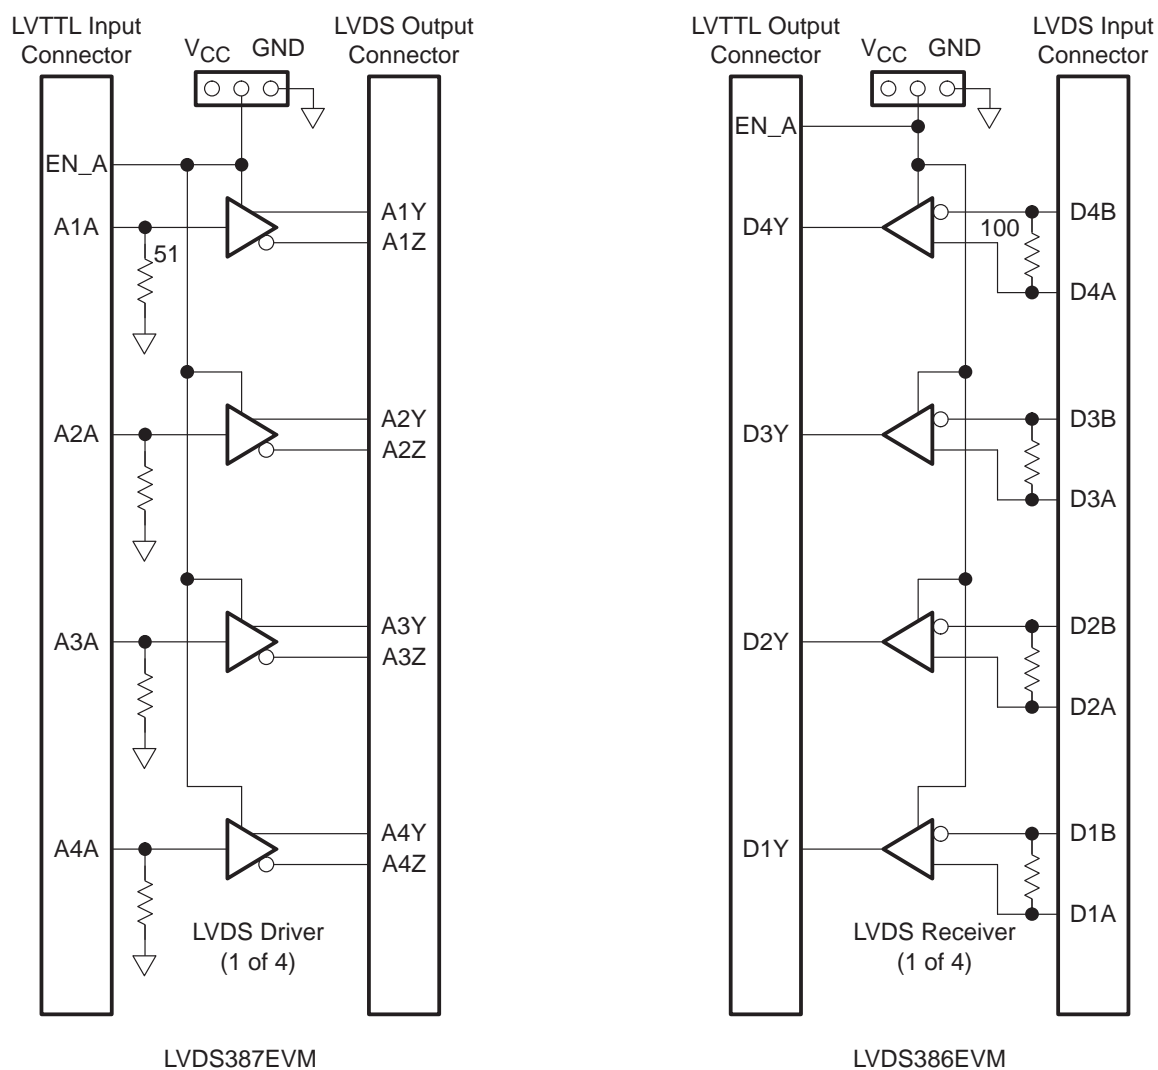 LVTTL Input
Connector
VCC GND
LVDS Output
Connector
EN_A
A1A
51
A1Y
A1Z
A2A
A2Y
A2Z
A3A
A3Y
A3Z
A4A
A4Y
A4Z
LVDS Driver
(1 of 4)
LVDS387EVM
LVTTL Output
Connector
VCC GND
LVDS Input
Connector
EN_A
D4Y
100
D4B
D4A
D3Y
D3B
D3A
D2Y
D2B
D2A
D1Y
D1B
D1A
LVDS Receiver
(1 of 4)
LVDS386EVM